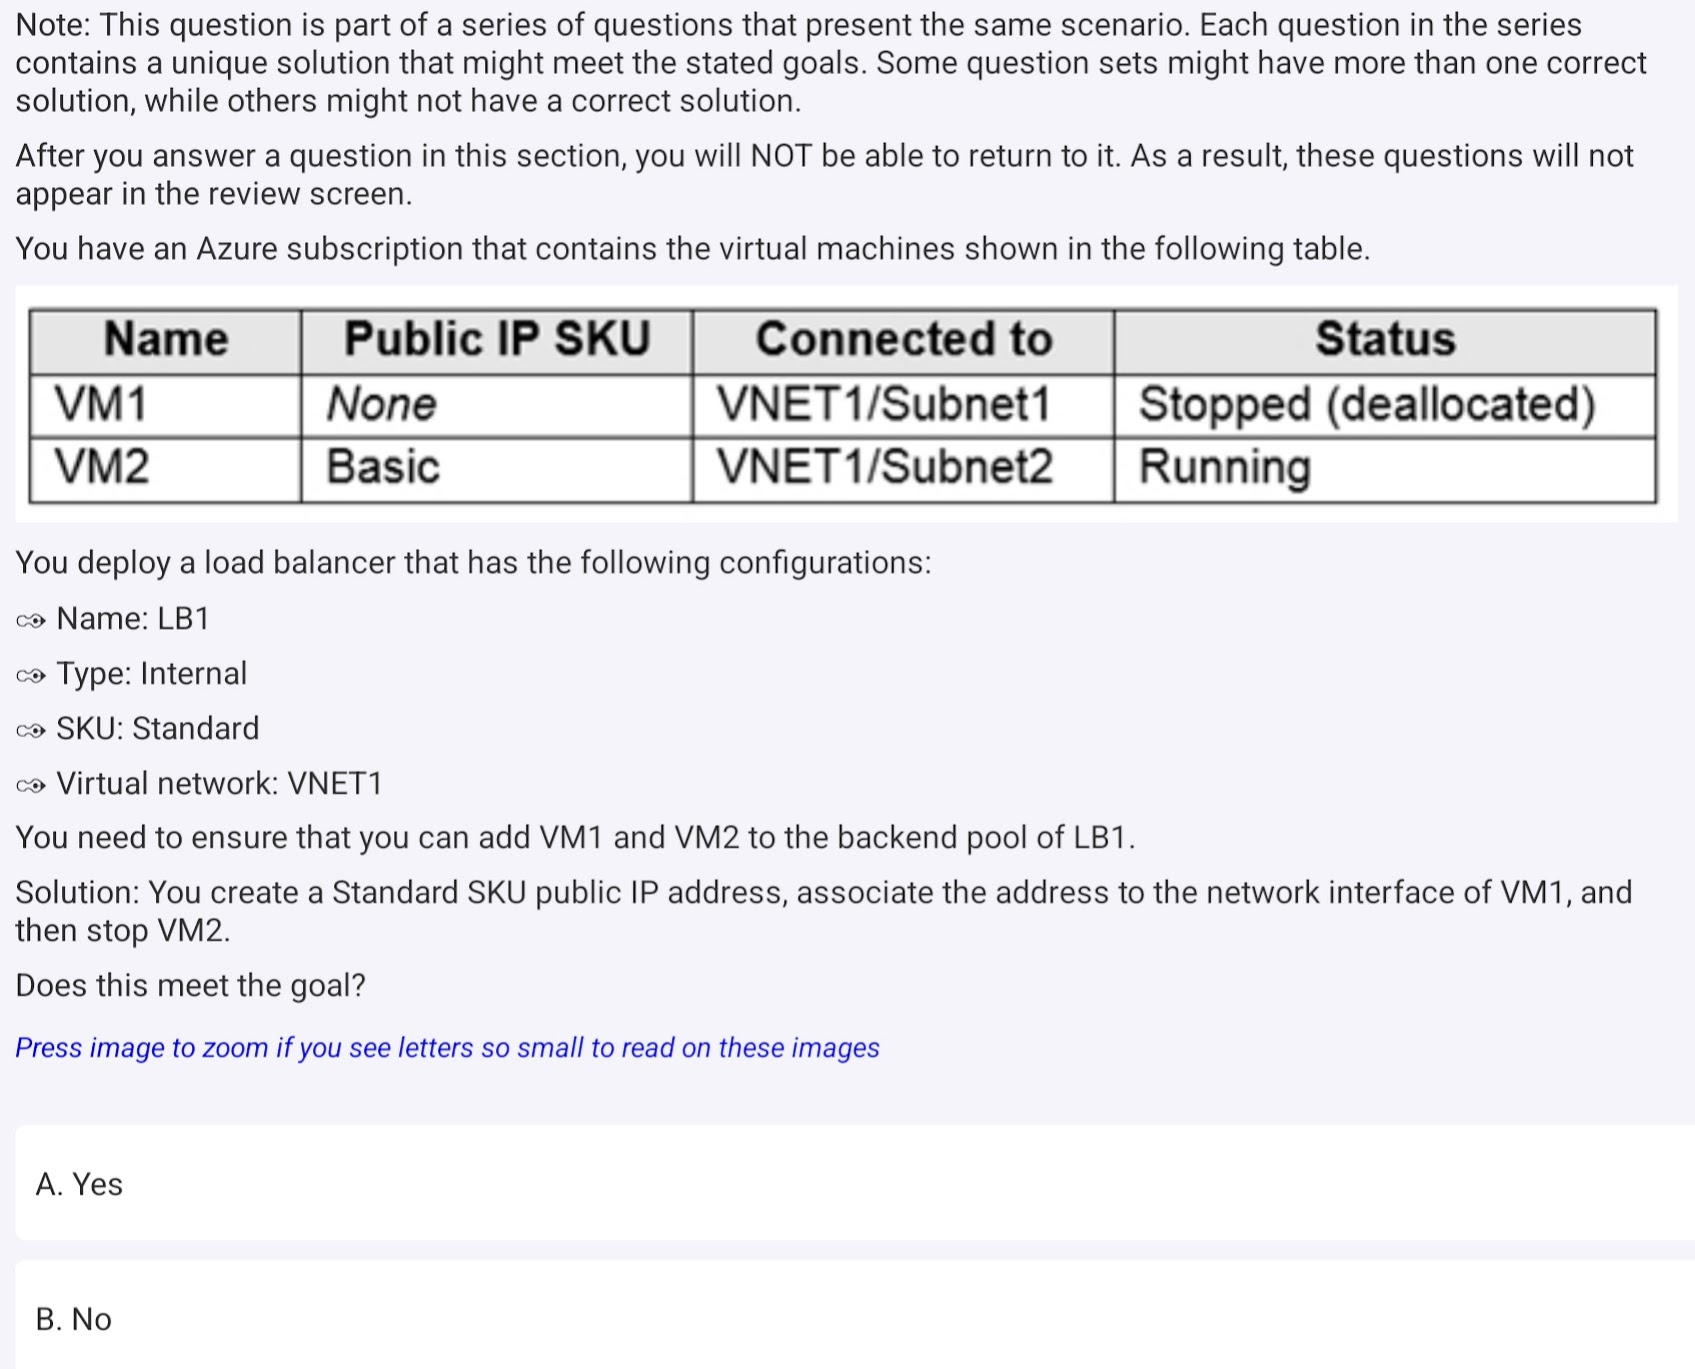 Note: This question is part of a series of questions that present the same scenario. Each question in the series
contains a unique solution that might meet the stated goals. Some question sets might have more than one correct
solution, while others might not have a correct solution.
After you answer a question in this section, you will NOT be able to return to it. As a result, these questions will not
appear in the review screen.
You have an Azure subscription that contains the virtual machines shown in the following table.
Name Public IP SKU Connected to Status
VM1 None VNET1/Subnet1 Stopped (deallocated)
VM2 Basic VNET1/Subnet2 Running
You deploy a load balancer that has the following configurations:
Name: LB1
Type: Internal
SKU: Standard
Virtual network: VNET1
You need to ensure that you can add VM1 and VM2 to the backend pool of LB1.
Solution: You create a Standard SKU public IP address, associate the address to the network interface of VM1, and
then stop VM2.
Does this meet the goal?
Press image to zoom if you see letters so small to read on these images
A. Yes
B. No